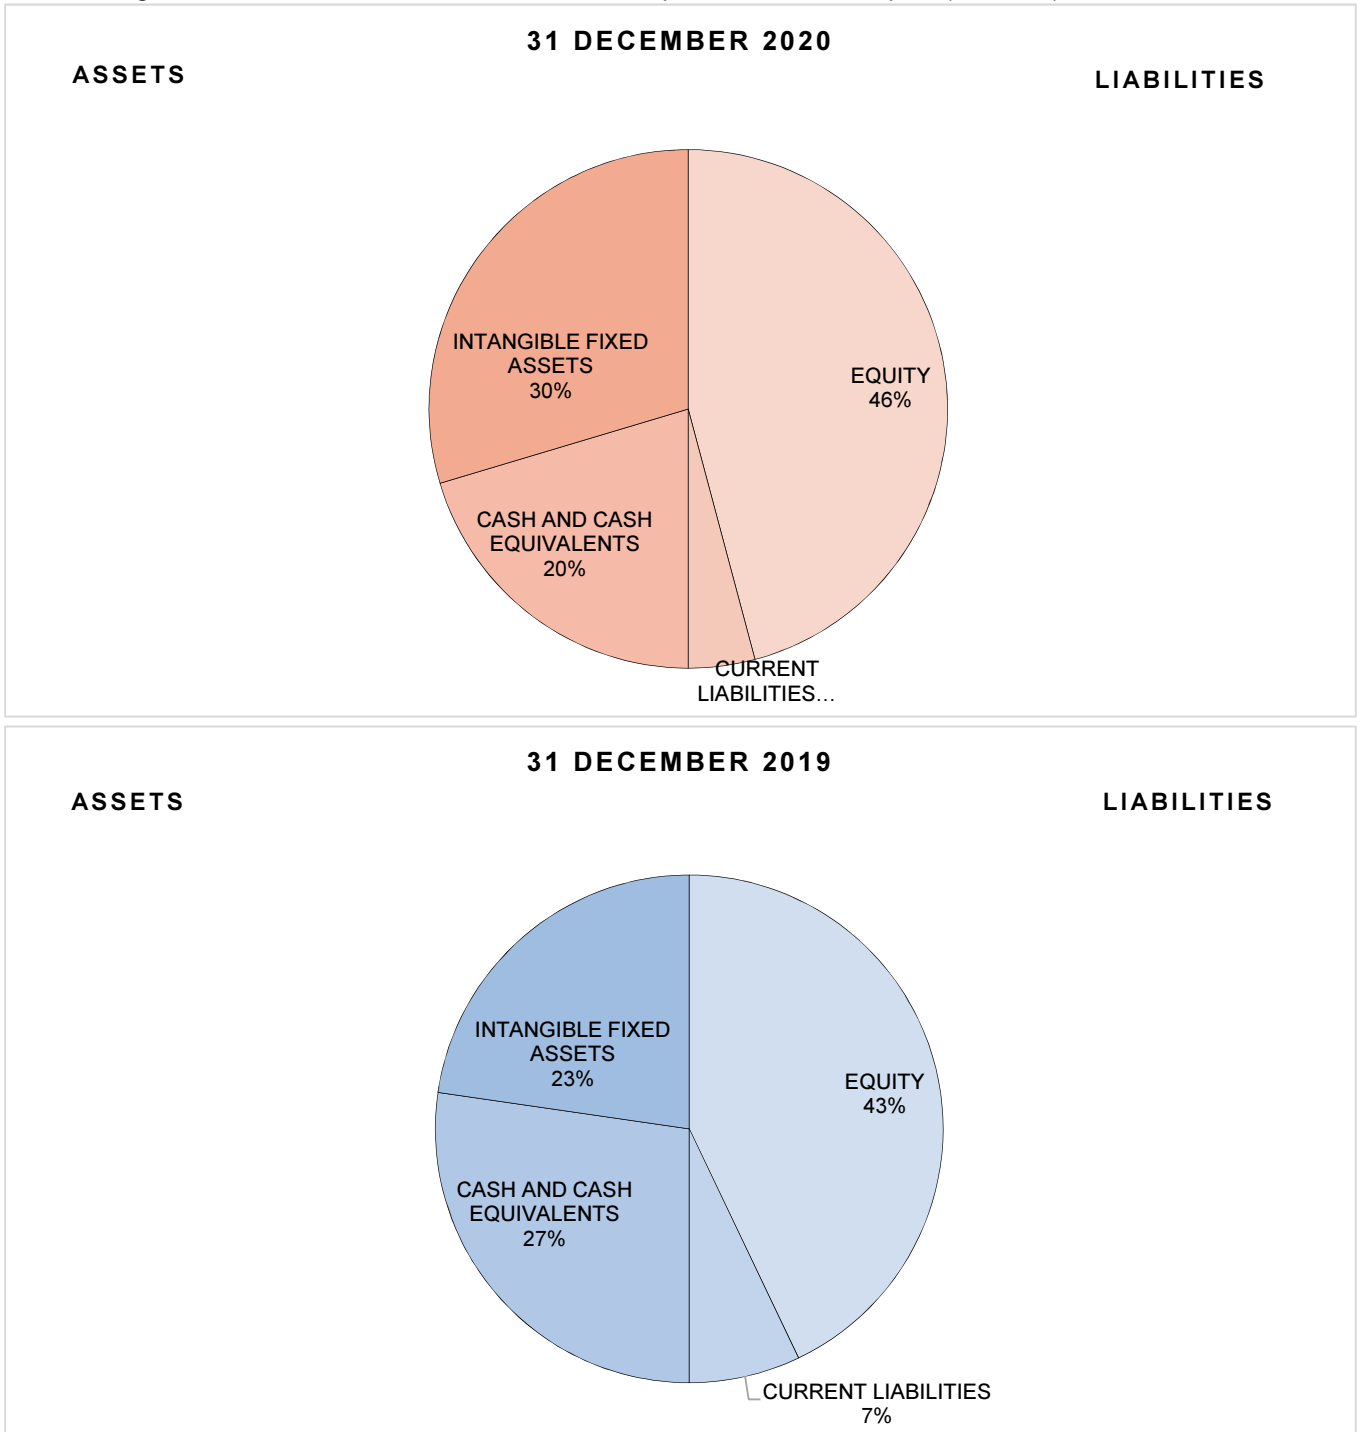 31 DECEMBER 2020
ASSETS
LIABILITIES
INTANGIBLE FIXED
ASSETS
30%
EQUITY
46%
CASH AND CASH
EQUIVALENTS
20%
CURRENT
LIABILITIES…
31 DECEMBER 2019
ASSETS
LIABILITIES
INTANGIBLE FIXED
ASSETS
23%
EQUITY
43%
CASH AND CASH
EQUIVALENTS
27%
CURRENT LIABILITIES
7%